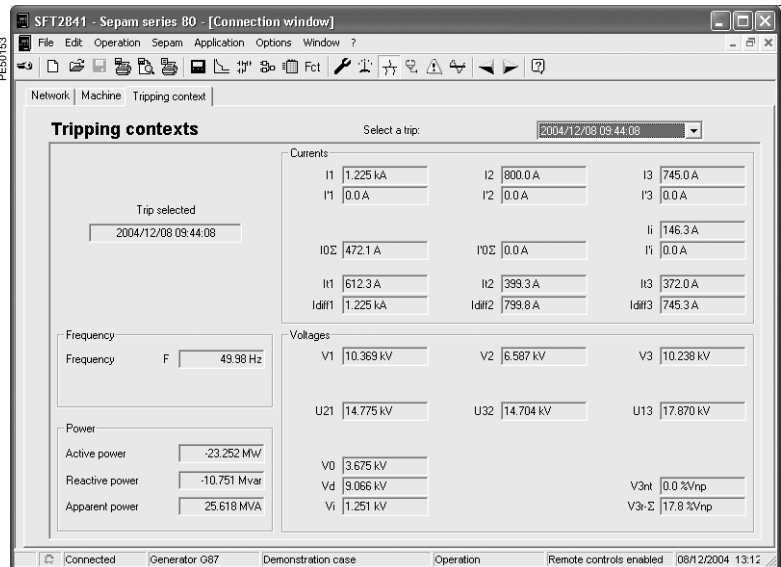 PE50153
SFT2841 - Sepam series 80 - [Connection window]
File Edit Operation Sepam Application Options Window ?
Fct
Network Machine Tripping context
Tripping contexts Select a trip: 2004/12/08 09:44:08
Trip selected
2004/12/08 09:44:08
Currents
I1 1.225 kA I2 800.0 A I3 745.0 A
I'1 0.0 A I'2 0.0 A I'3 0.0 A
Ii 146.3 A
I0Σ 472.1 A I'0Σ 0.0 A I'i 0.0 A
It1 612.3 A It2 399.3 A It3 372.0 A
Idiff1 1.225 kA Idiff2 799.8 A Idiff3 745.3 A
Frequency
Frequency F 49.98 Hz
Voltages
V1 10.369 kV V2 6.587 kV V3 10.238 kV
U21 14.775 kV U32 14.704 kV U13 17.870 kV
Power
Active power -23.252 MW
Reactive power -10.751 Mvar
Apparent power 25.618 MVA
V0 3.675 kV
Vd 9.066 kV V3nt 0.0 %Vnp
Vi 1.251 kV V3r-Σ 17.8 %Vnp
Connected Generator G87 Demonstration case Operation Remote controls enabled 08/12/2004 13:12